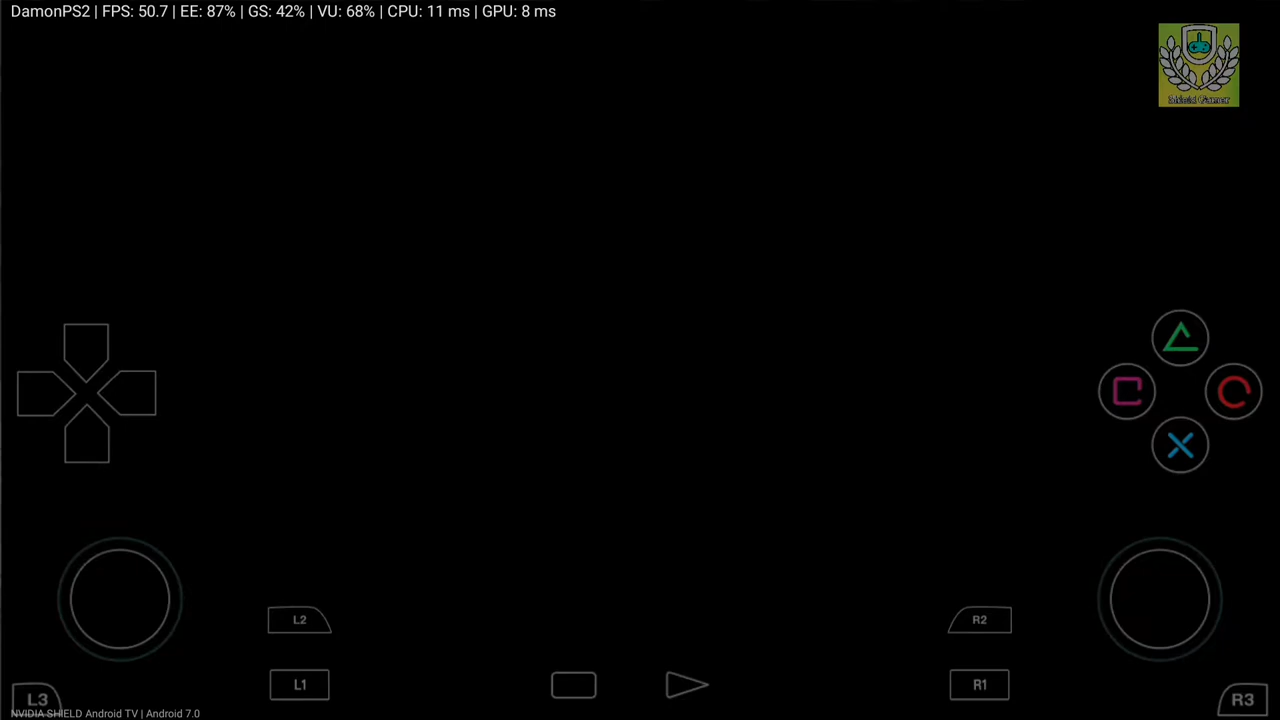 DamonPS2 | FPS: 50.7 | EE: 87% | GS: 42% | VU: 68% | CPU: 11 ms | GPU: 8 ms
L2
R2
L1
R1
L3
R3
NVIDIA SHIELD Android TV | Android 7.0